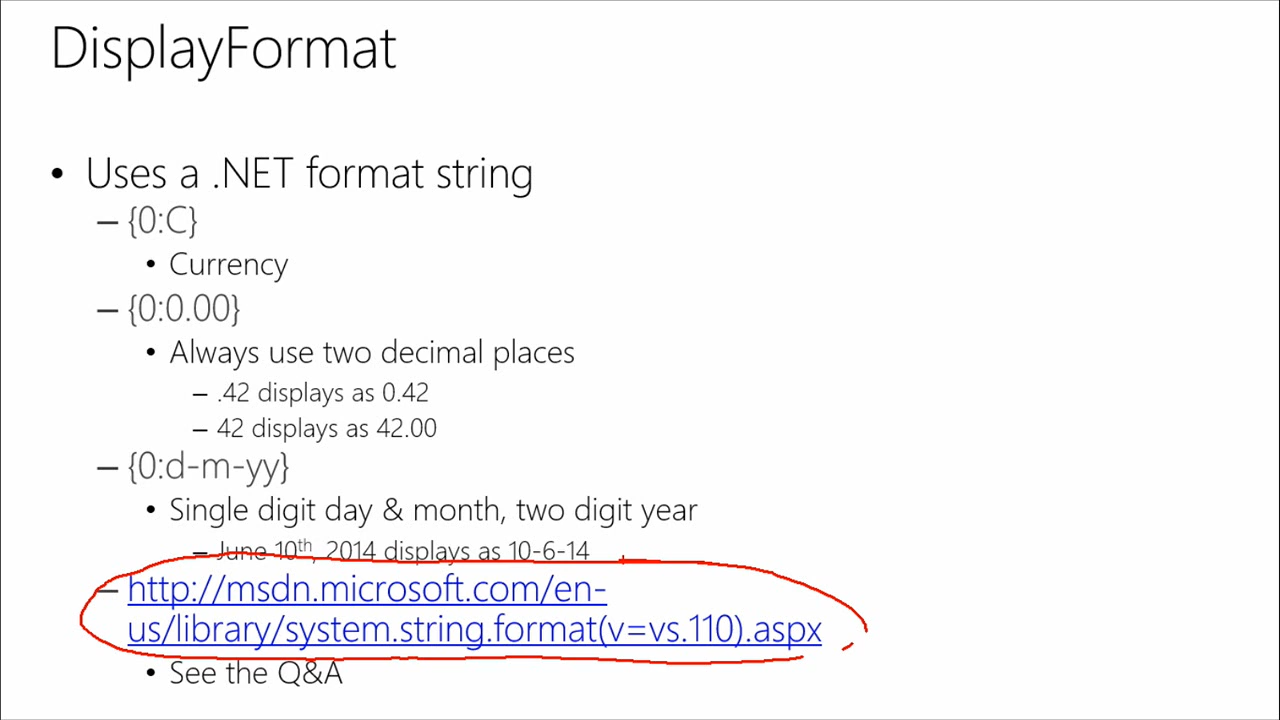 DisplayFormat
• Uses a .NET format string
– {0:C}
• Currency
– {0:0.00}
• Always use two decimal places
– .42 displays as 0.42
– 42 displays as 42.00
– {0:d-m-yy}
• Single digit day & month, two digit year
– June 10th, 2014 displays as 10-6-14
– http://msdn.microsoft.com/en-
us/library/system.string.format(v=vs.110).aspx
• See the Q&A